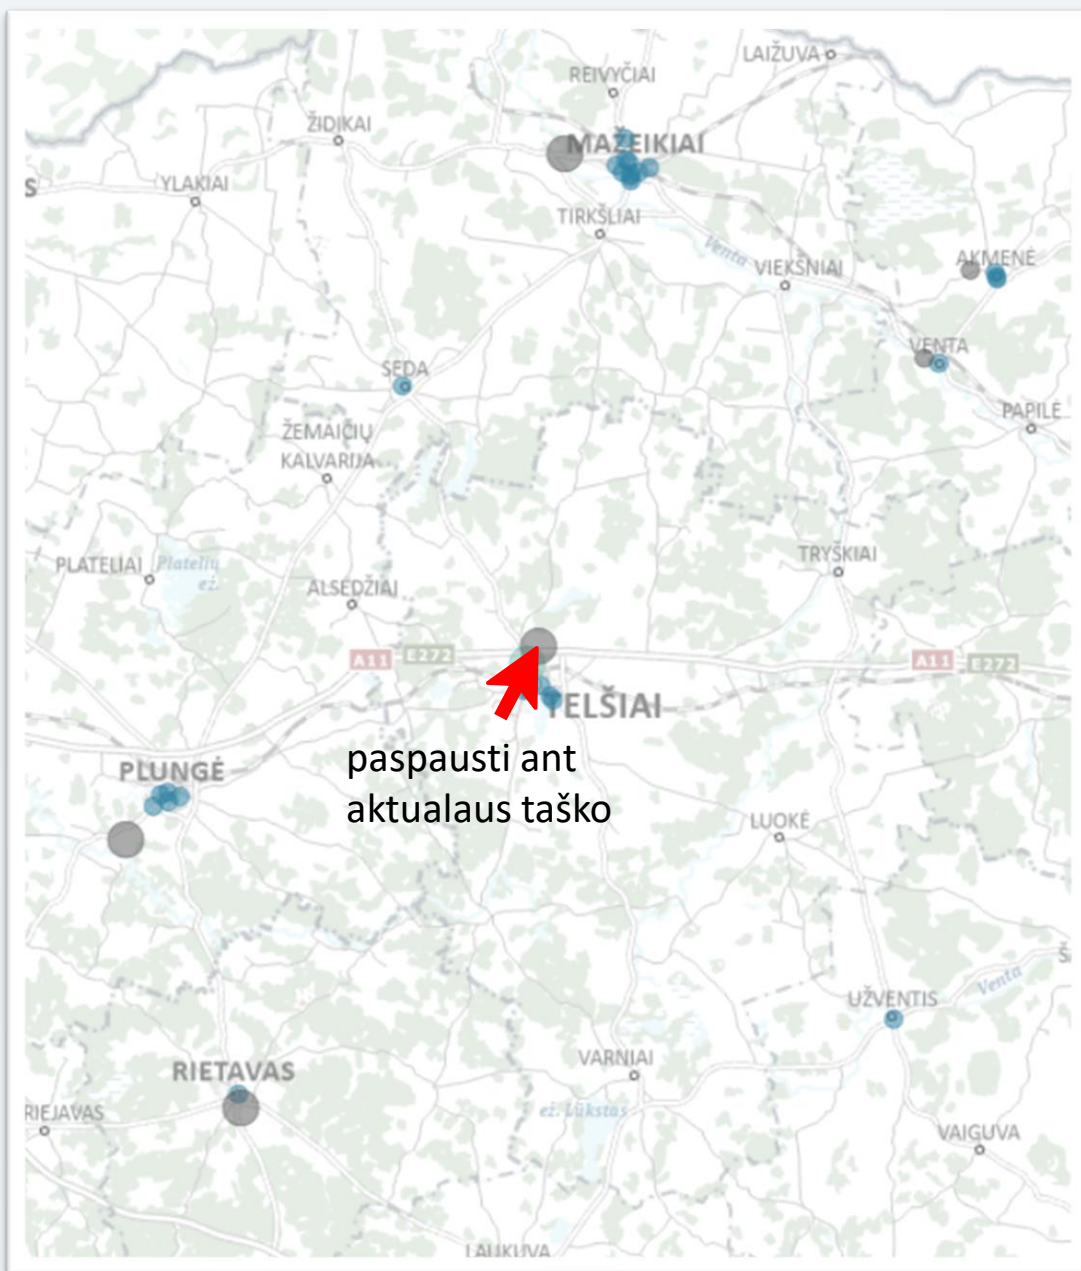 LAIŽUVA
REIVYČIAI
ŽIDIKAI
MAŽEIKIAI
S
YLAKIAI
TIRKŠLIAI
Venta
VIEKŠNIAI
AKMENĖ
VENTA
SEDA
PAPILĖ
ŽEMAIČIŲ
KALVARIJA
TRYŠKIAI
PLATELIAI
Platelių
ež.
ALSEDŽIAI
A11 E272
A11 E272
TELŠIAI
paspausti ant
aktualaus taško
PLUNGĖ
LUOKĖ
Š
Venta
UŽVENTIS
VARNIAI
RIETAVAS
RIEJAVAS
ež. Lūkstas
VAIGUVA
LAUKUVA